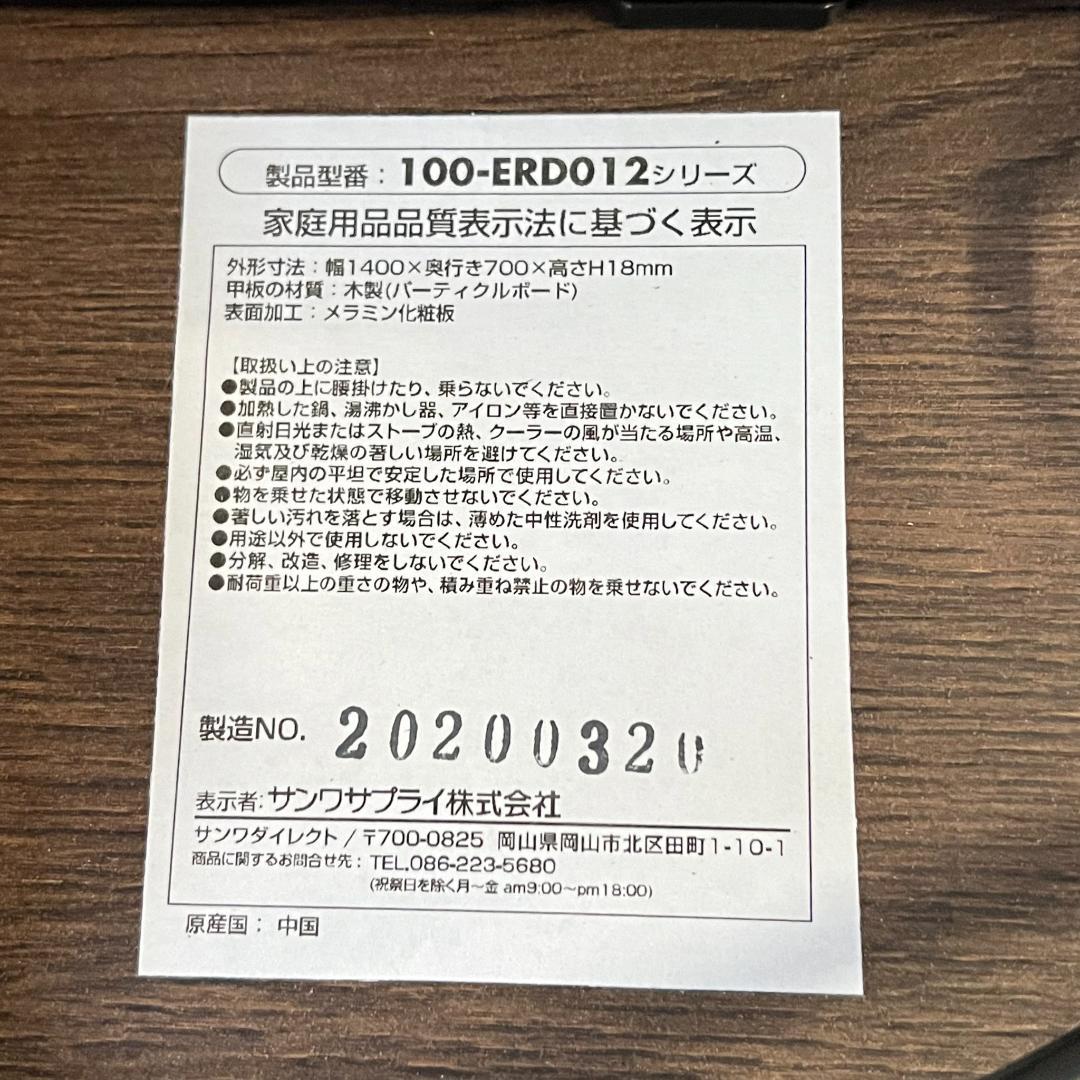 製品型番：100-ERD012シリーズ
家庭用品品質表示法に基づく表示
外形寸法：幅1400×奥行き700×高さH18mm
甲板の材質：木製(パーティクルボード)
表面加工：メラミン化粧板
【取扱い上の注意】
●製品の上に腰掛けたり、乗らないでください。
●加熱した鍋、湯沸かし器、アイロン等を直接置かないでください。
●直射日光またはストーブの熱、クーラーの風が当たる場所や高温、
湿気及び乾燥の著しい場所を避けてください。
●必ず屋内の平坦で安定した場所で使用してください。
●物を乗せた状態で移動させないでください。
●著しい汚れを落とす場合は、薄めた中性洗剤を使用してください。
●用途以外で使用しないでください。
●分解、改造、修理をしないでください。
●耐荷重以上の重さの物や、積み重ね禁止の物を乗せないでください。
製造NO. 20200320
表示者:サンワサプライ株式会社
サンワダイレクト/〒700-0825 岡山県岡山市北区田町1-10-1
商品に関するお問合せ先：TEL.086-223-5680
(祝祭日を除く月～金 am9:00～pm18:00)
原産国： 中国